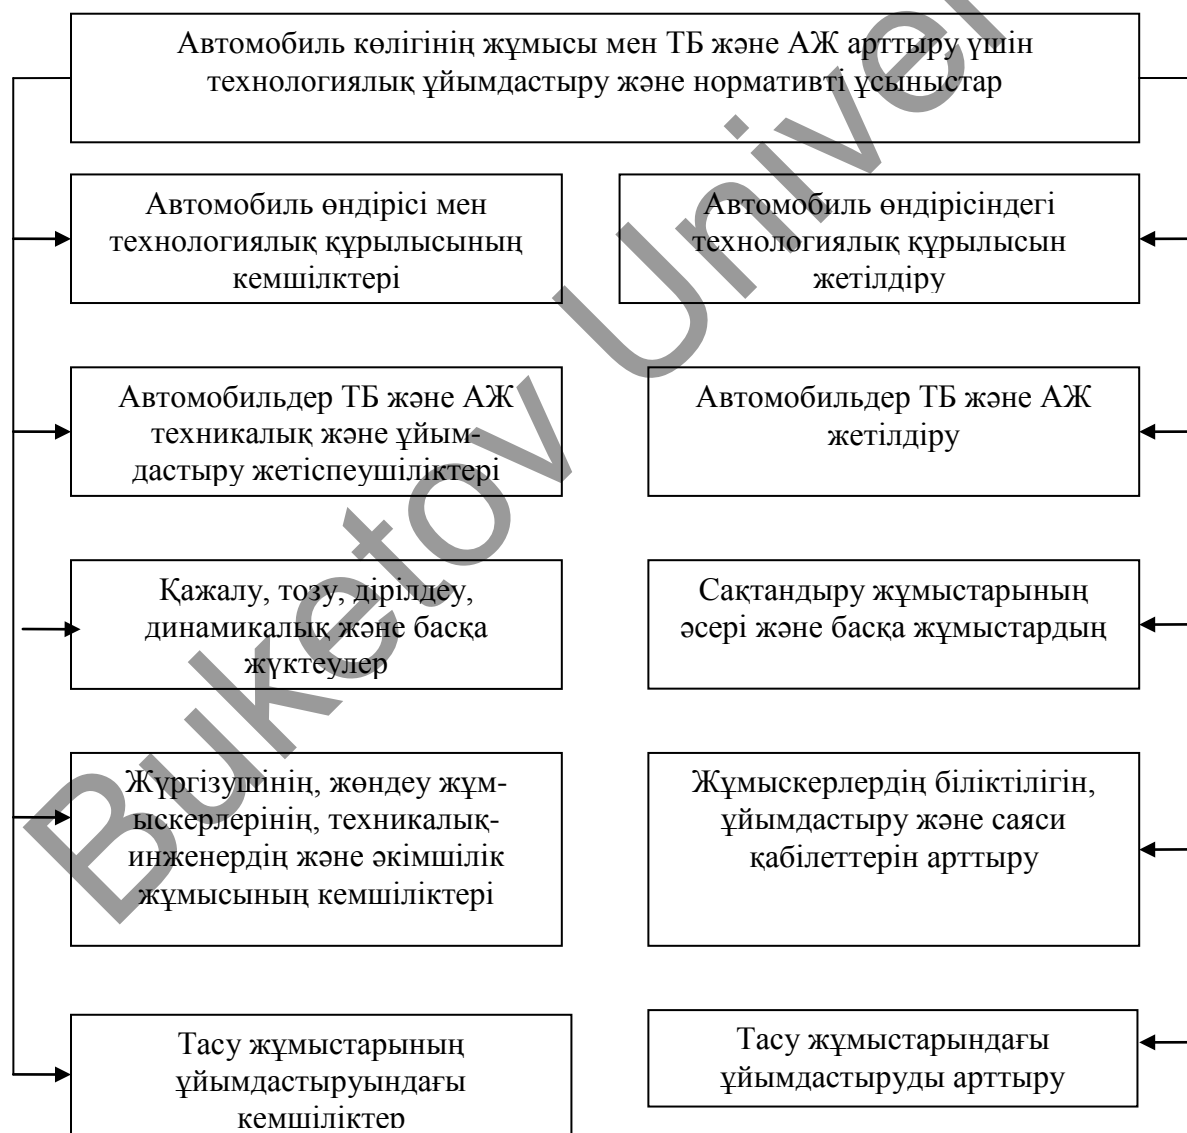 Автомобиль көлігінің жұмысы мен ТБ және АЖ арттыру үшін
технологиялық ұйымдастыру және нормативті ұсыныстар
Автомобиль өндірісі мен
технологиялық құрылысының
кемшілктері
Автомобиль өндірісіндегі
технологиялық құрылысын
жетілдіру
Автомобильдер ТБ және АЖ
техникалық және ұйым-
дастыру жетіспеушіліктері
Автомобильдер ТБ және АЖ
жетілдіру
Қажалу, тозу, дірілдеу,
динамикалық және басқа
жүктеулер
Сақтандыру жұмыстарының
әсері және басқа жұмыстардың
Жүргізушінің, жөндеу жұм-
ыскерлерінің, техникалық-
инженердің және әкімшілік
жұмысының кемшіліктері
Жұмыскерлердің біліктілігін,
ұйымдастыру және саяси
қабілеттерін арттыру
Тасу жұмыстарының
ұйымдастыруындағы
кемшіліктер
Тасу жұмыстарындағы
ұйымдастыруды арттыру
Buketov Univer